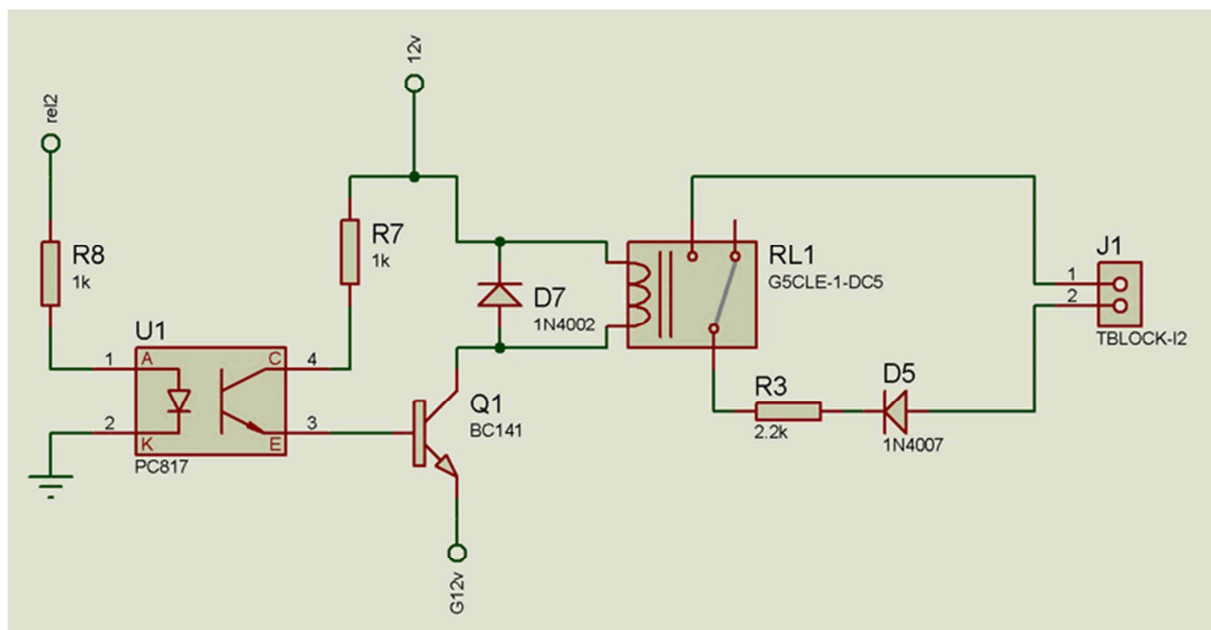 12v
rel2
R8
1k
R7
1k
U1
1
A
C
4
2
K
E
3
PC817
D7
1N4002
Q1
BC141
G12v
RL1
G5CLE-1-DC5
J1
1
2
TBLOCK-I2
R3
2.2k
D5
1N4007